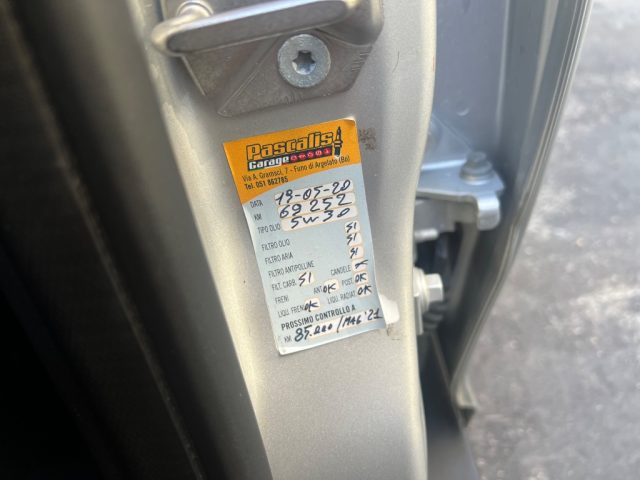 Pascalis
Garage
Via A. Gramsci, 7 - Funo di Argelato (Bo)
Tel. 051 862785
DATA 19-05-20
KM 69252
TIPO OLIO 5W30
FILTRO OLIO SI
FILTRO ARIA SI
FILTRO ANTIPOLLINE SI
FILT. CARB. SI CANDELE
FRENI ANT. OK POST. OK
LIQU. FRENI OK LIQU. RADIAT. OK
PROSSIMO CONTROLLO A
KM 85.000/MAG'21